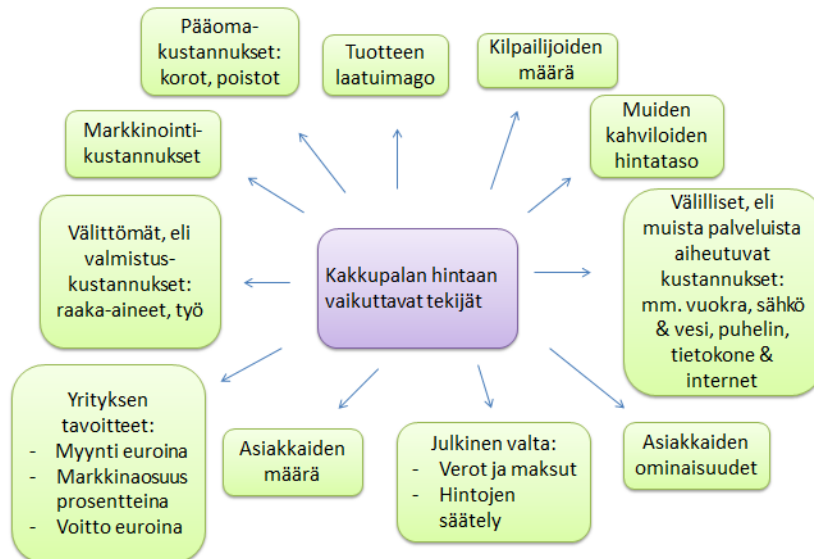 Pääoma-
kustannukset:
korot, poistot
Tuotteen
laatuimago
Kilpailijoiden
määrä
Muiden
kahviloiden
hintataso
Markkinointi-
kustannukset
Välittömät, eli
valmistus-
kustannukset:
raaka-aineet, työ
Kakkupalan hintaan
vaikuttavat tekijät
Välilliset, eli
muista palveluista
aiheutuvat
kustannukset:
mm. vuokra, sähkö
& vesi, puhelin,
tietokone &
internet
Yrityksen
tavoitteet:
- Myynti euroina
- Markkinaosuus
prosentteina
- Voitto euroina
Asiakkaiden
määrä
Julkinen valta:
- Verot ja maksut
- Hintojen
säätely
Asiakkaiden
ominaisuudet